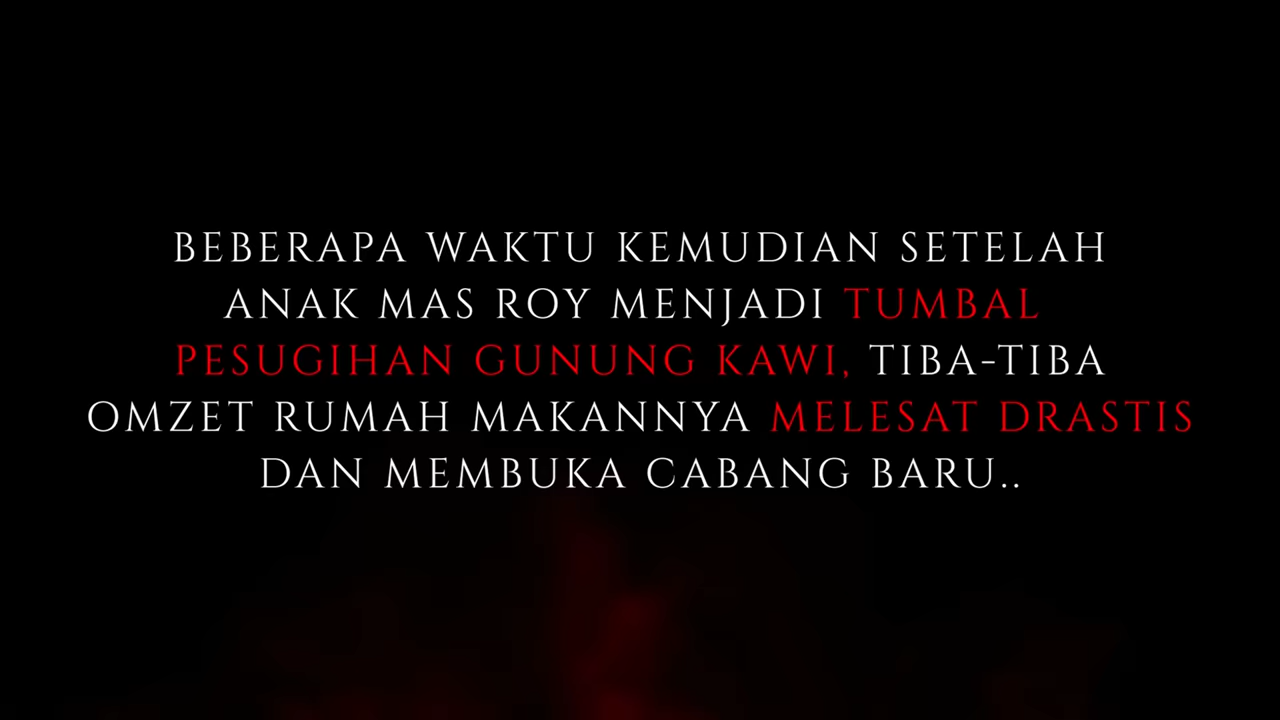 BEBERAPA WAKTU KEMUDIAN SETELAH
ANAK MAS ROY MENJADI TUMBAL
PESUGIHAN GUNUNG KAWI, TIBA-TIBA
OMZET RUMAH MAKANNYA MELESAT DRASTIS
DAN MEMBUKA CABANG BARU..